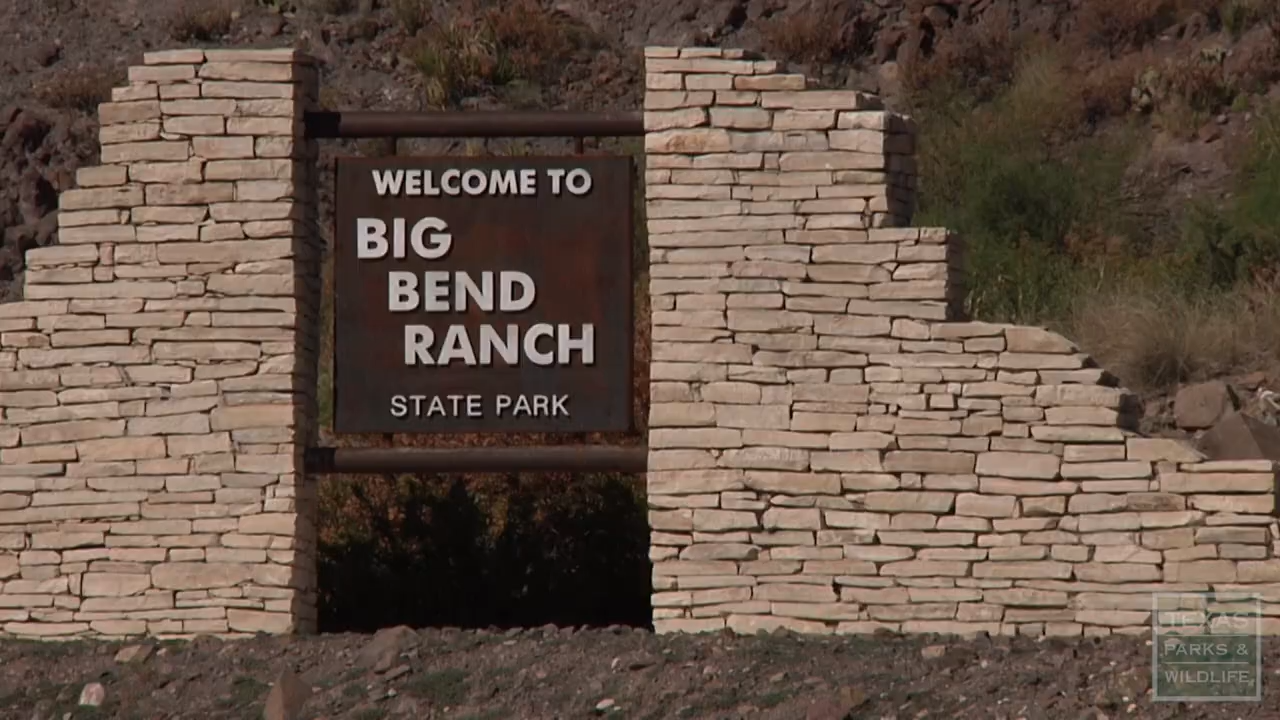 WELCOME TO
BIG
BEND
RANCH
STATE PARK
TEXAS
PARKS &
WILDLIFE